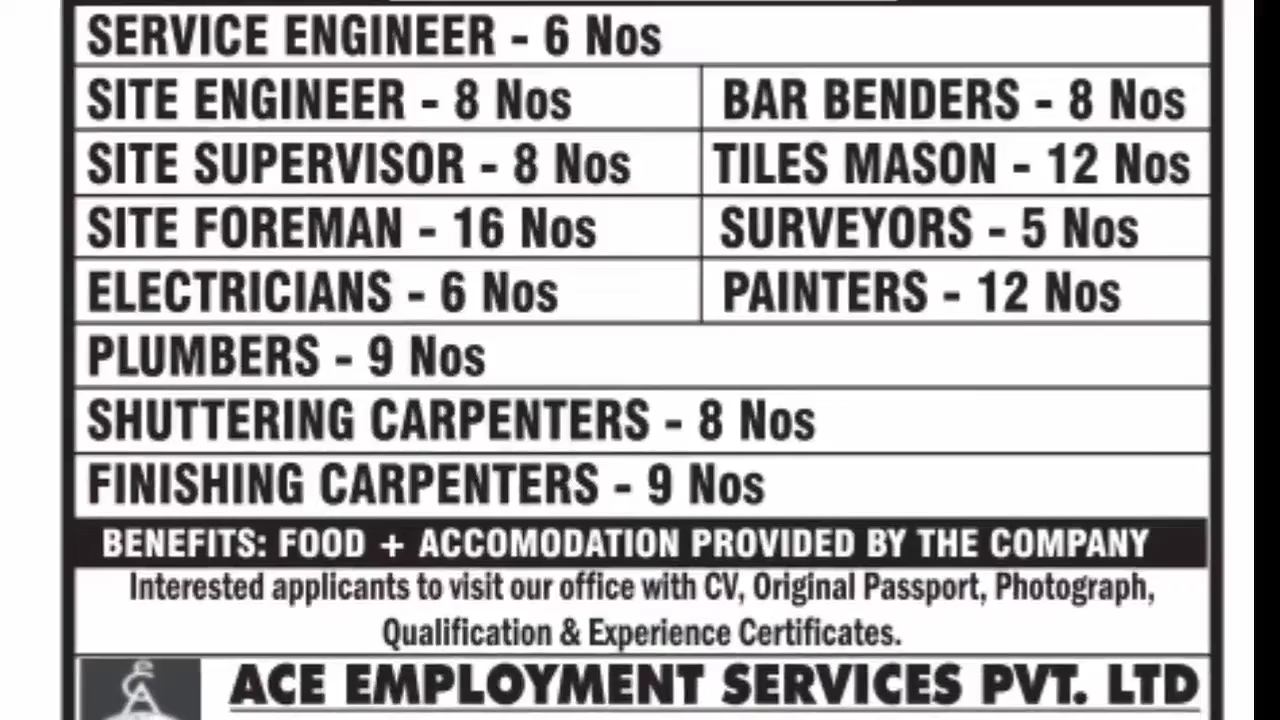 SERVICE ENGINEER - 6 Nos
SITE ENGINEER - 8 Nos
BAR BENDERS - 8 Nos
SITE SUPERVISOR - 8 Nos
TILES MASON - 12 Nos
SITE FOREMAN - 16 Nos
SURVEYORS - 5 Nos
ELECTRICIANS - 6 Nos
PAINTERS - 12 Nos
PLUMBERS - 9 Nos
SHUTTERING CARPENTERS - 8 Nos
FINISHING CARPENTERS - 9 Nos
BENEFITS: FOOD + ACCOMODATION PROVIDED BY THE COMPANY
Interested applicants to visit our office with CV, Original Passport, Photograph,
Qualification & Experience Certificates.
ACE EMPLOYMENT SERVICES PVT. LTD